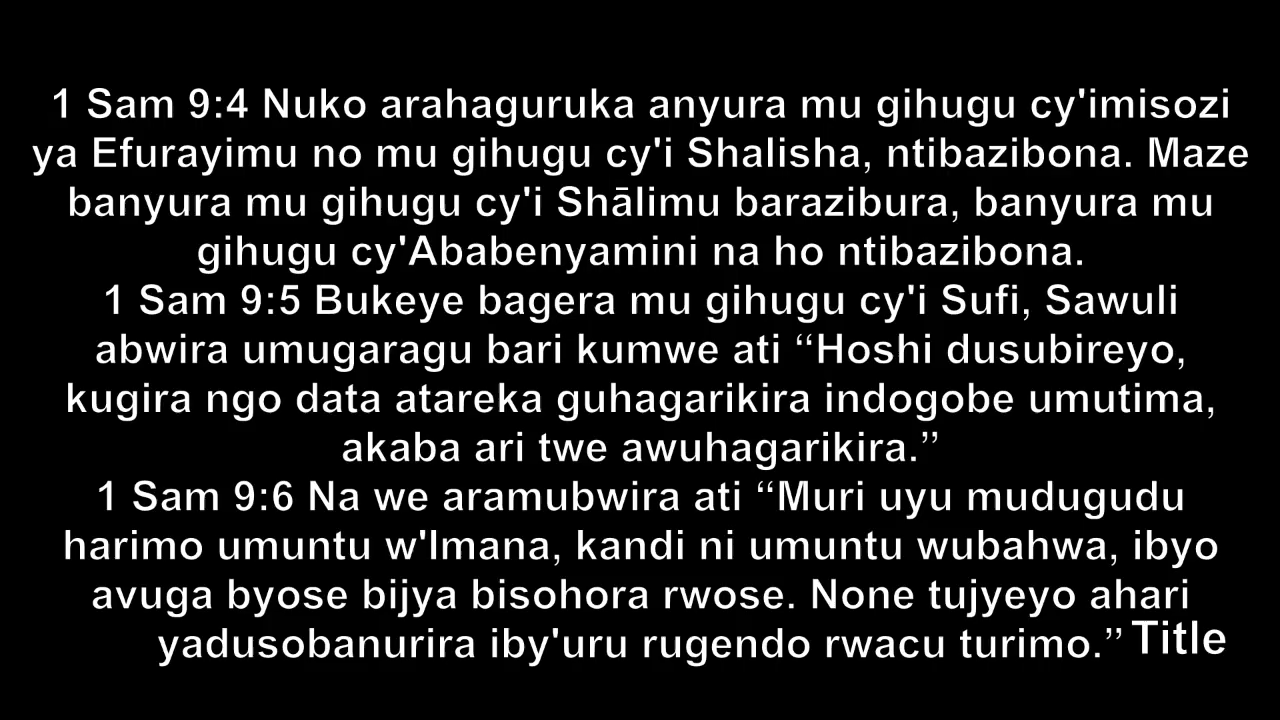 1 Sam 9:4 Nuko arahaguruka anyura mu gihugu cy'imisozi
ya Efurayimu no mu gihugu cy'i Shalisha, ntibazibona. Maze
banyura mu gihugu cy'i Shālimu barazibura, banyura mu
gihugu cy'Ababenyamini na ho ntibazibona.
1 Sam 9:5 Bukeye bagera mu gihugu cy'i Sufi, Sawuli
abwira umugaragu bari kumwe ati “Hoshi dusubireyo,
kugira ngo data atareka guhagarikira indogobe umutima,
akaba ari twe awuhagarikira.”
1 Sam 9:6 Na we aramubwira ati “Muri uyu mudugudu
harimo umuntu w'Imana, kandi ni umuntu wubahwa, ibyo
avuga byose bijya bisohora rwose. None tujyeyo ahari
yadusobanurira iby'uru rugendo rwacu turimo.” Title